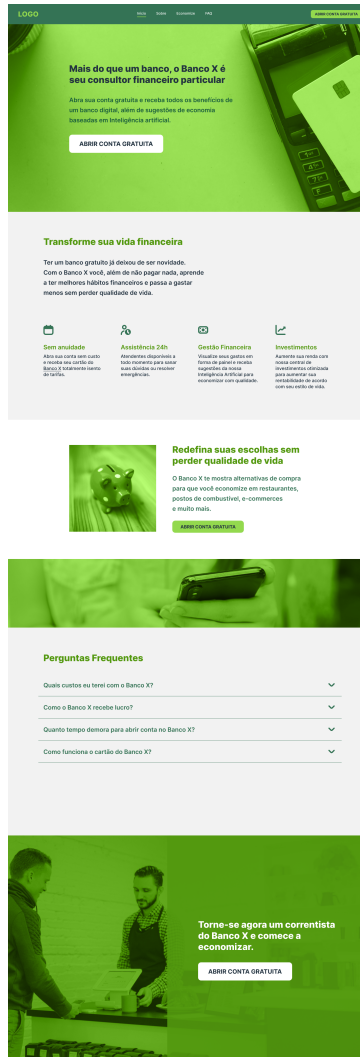 LOGO
Início Sobre Economize FAQ
ABRIR CONTA GRATUITA
Mais do que um banco, o Banco X é
seu consultor financeiro particular
Abra sua conta gratuita e receba todos os benefícios de
um banco digital, além de sugestões de economia
baseadas em Inteligência artificial.
ABRIR CONTA GRATUITA
Transforme sua vida financeira
Ter um banco gratuito já deixou de ser novidade.
Com o Banco X você, além de não pagar nada, aprende
a ter melhores hábitos financeiros e passa a gastar
menos sem perder qualidade de vida.
Sem anuidade
Abra sua conta sem custo
e receba seu cartão do
Banco X totalmente isento
de tarifas.
Assistência 24h
Atendentes disponíveis a
todo momento para sanar
suas dúvidas ou resolver
emergências.
Gestão Financeira
Visualize seus gastos em
forma de painel e receba
sugestões da nossa
Inteligência Artificial para
economizar com qualidade.
Investimentos
Aumente sua renda com
nossa central de
investimentos otimizada
para aumentar sua
rentabilidade de acordo
com seu estilo de vida.
Redefina suas escolhas sem
perder qualidade de vida
O Banco X te mostra alternativas de compra
para que você economize em restaurantes,
postos de combustível, e-commerces
e muito mais.
ABRIR CONTA GRATUITA
Perguntas Frequentes
Quais custos eu terei com o Banco X?
Como o Banco X recebe lucro?
Quanto tempo demora para abrir conta no Banco X?
Como funciona o cartão do Banco X?
Torne-se agora um correntista
do Banco X e comece a
economizar.
ABRIR CONTA GRATUITA